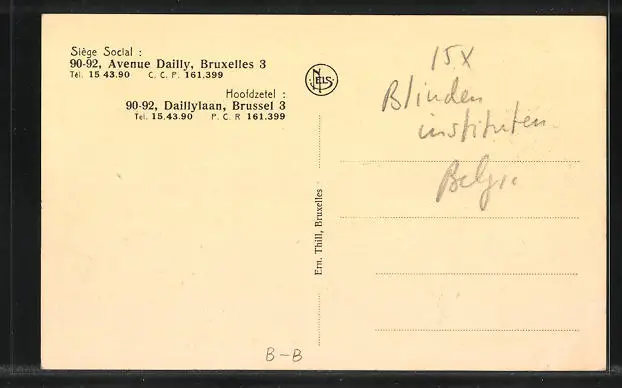 Siège Social :
90-92, Avenue Dailly, Bruxelles 3
Tél. 15 43.90 C. C. P. 161.399
Hoofdzetel :
90-92, Daillylaan, Brussel 3
Tel. 15.43.90 P. C. R 161.399
NELS
Ern. Thill, Bruxelles
15X
Blinden
instituten
Belgi.
B-B